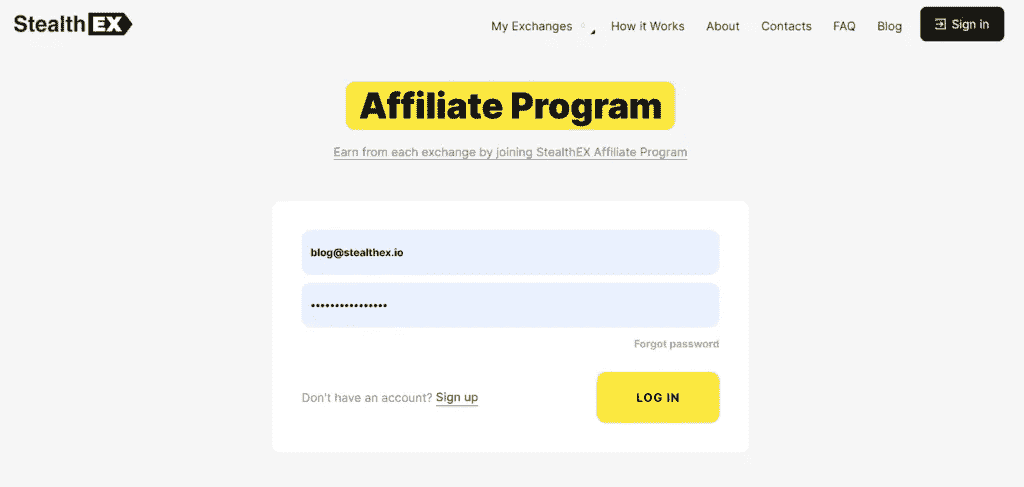 StealthEX
My Exchanges How it Works About Contacts FAQ Blog Sign in
Affiliate Program
Earn from each exchange by joining StealthEX Affiliate Program
blog@stealthex.io
••••••••••••••••
Forgot password
Don't have an account? Sign up
LOG IN